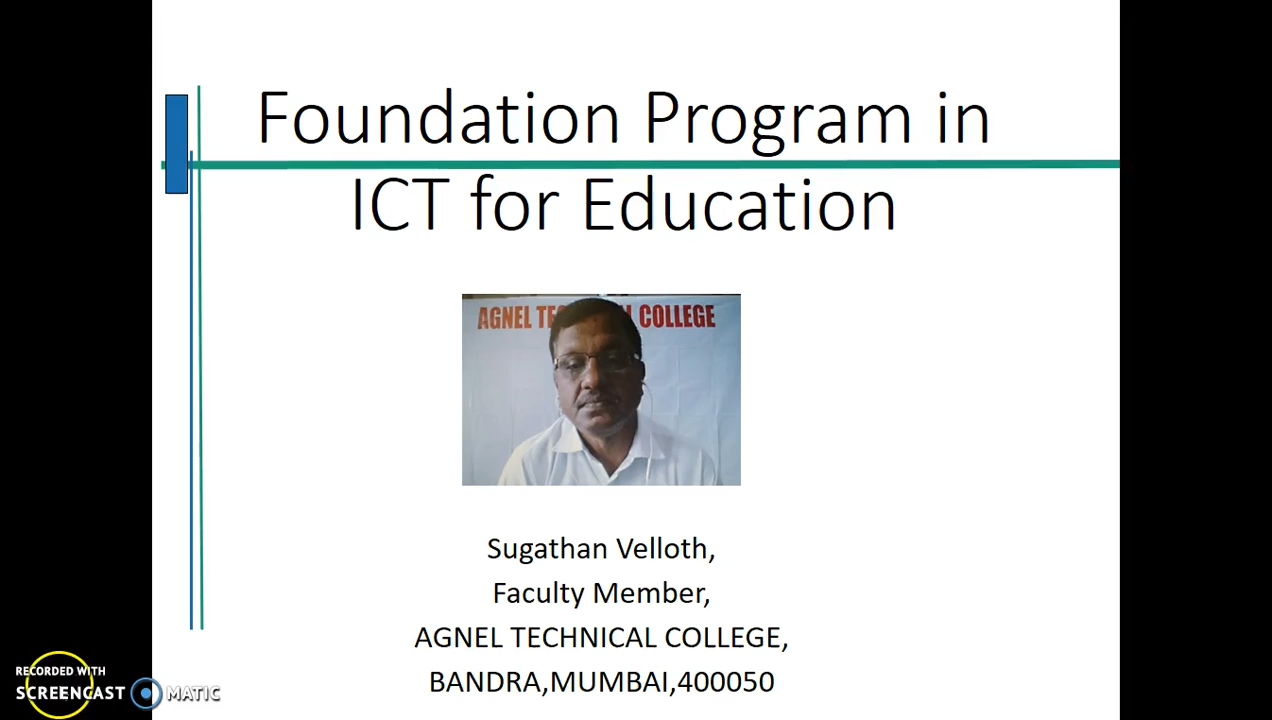 Foundation Program in
ICT for Education
AGNEL TE COLLEGE
Sugathan Velloth,
Faculty Member,
AGNEL TECHNICAL COLLEGE,
BANDRA,MUMBAI,400050
RECORDED WITH
SCREENCAST MATIC